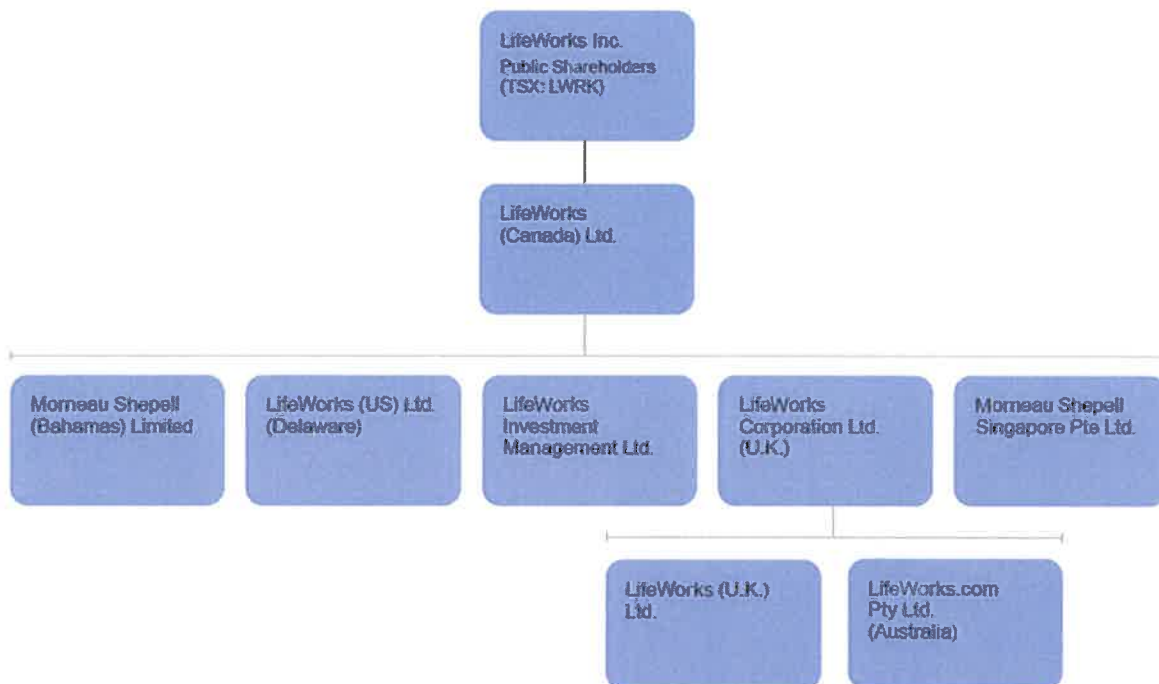 LifeWorks Inc.
Public Shareholders
(TSX: LWRK)
LifeWorks
(Canada) Ltd.
Morneau Shepell
(Bahamas) Limited
LifeWorks (US) Ltd.
(Delaware)
LifeWorks
Investment
Management Ltd.
LifeWorks
Corporation Ltd.
(U.K.)
Morneau Shepell
Singapore Pte Ltd.
LifeWorks (U.K.)
Ltd.
LifeWorks.com
Pty Ltd.
(Australia)